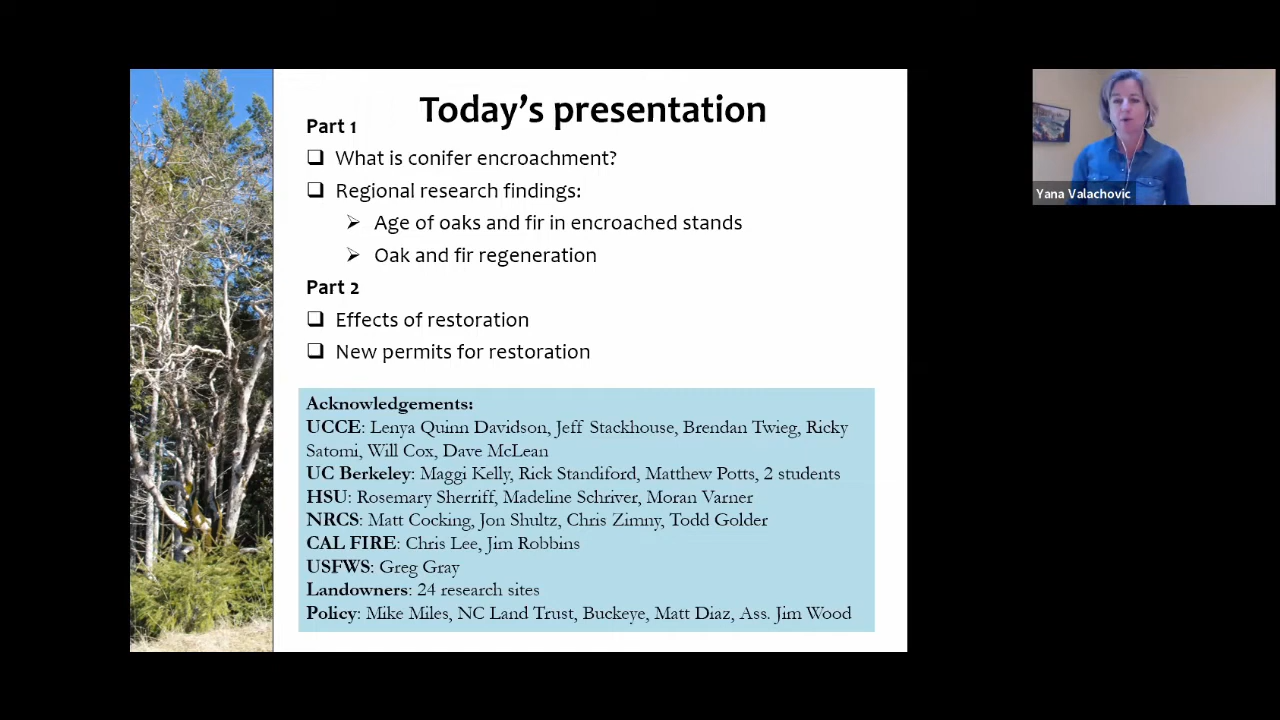 Today's presentation
Part 1
What is conifer encroachment?
Regional research findings:
Age of oaks and fir in encroached stands
Oak and fir regeneration
Part 2
Effects of restoration
New permits for restoration
Acknowledgements:
UCCE: Lenya Quinn Davidson, Jeff Stackhouse, Brendan Twieg, Ricky
Satomi, Will Cox, Dave McLean
UC Berkeley: Maggi Kelly, Rick Standiford, Matthew Potts, 2 students
HSU: Rosemary Sherriff, Madeline Schriver, Moran Varner
NRCS: Matt Cocking, Jon Shultz, Chris Zimny, Todd Golder
CAL FIRE: Chris Lee, Jim Robbins
USFWS: Greg Gray
Landowners: 24 research sites
Policy: Mike Miles, NC Land Trust, Buckeye, Matt Diaz, Ass. Jim Wood
Yana Valachovic